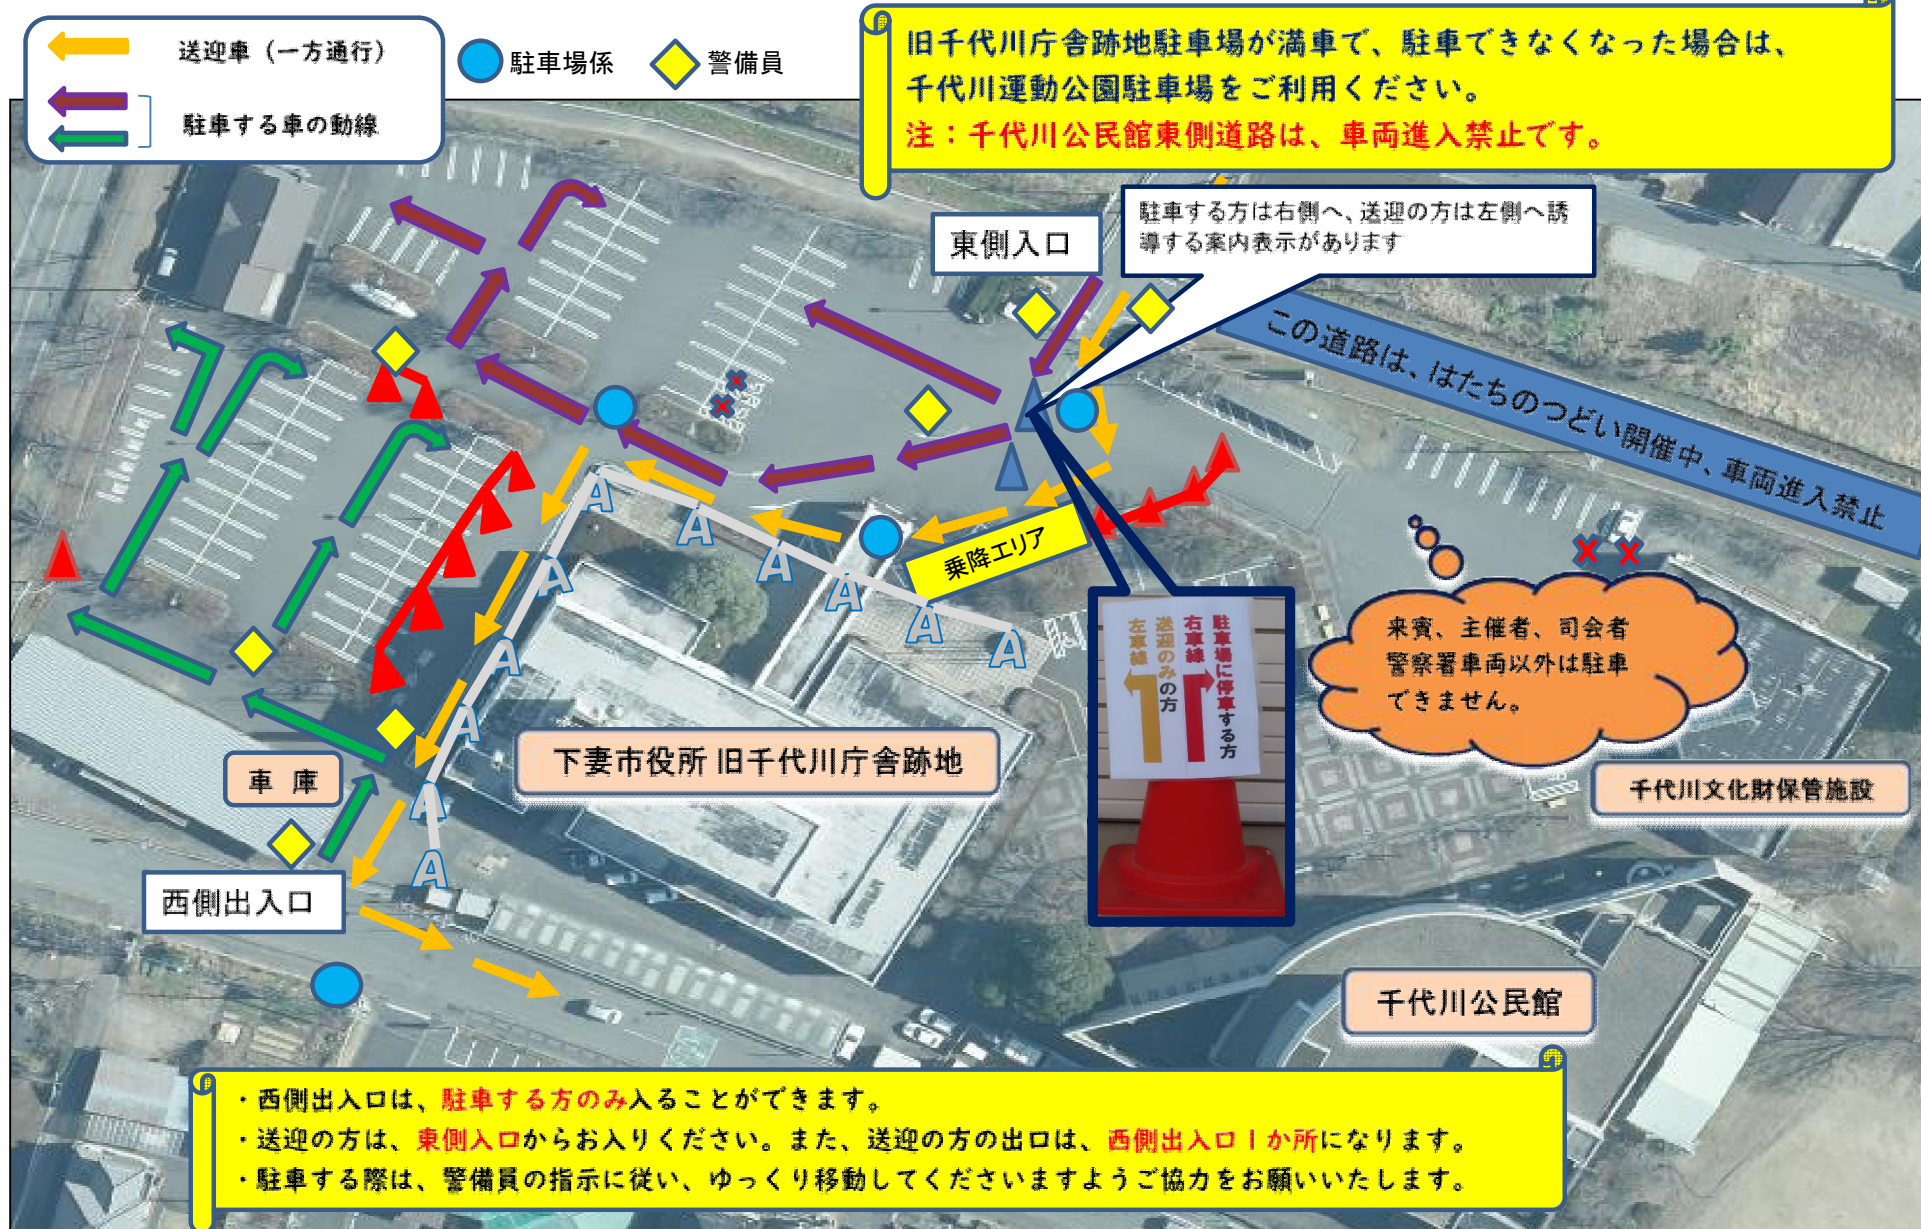 送迎車（一方通行）
駐車する車の動線
駐車場係
警備員
旧千代川庁舎跡地駐車場が満車で、駐車できなくなった場合は、
千代川運動公園駐車場をご利用ください。
注：千代川公民館東側道路は、車両進入禁止です。
東側入口
駐車する方は右側へ、送迎の方は左側へ誘
導する案内表示があります
この道路は、はたちのつどい開催中、車両進入禁止
乗降エリア
A
A
A
A
A
A
A
A
A
A
A
駐車場に停車する方
右車線
送迎のみの方
左車線
来賓、主催者、司会者
警察署車両以外は駐車
できません。
下妻市役所 旧千代川庁舎跡地
車 庫
千代川文化財保管施設
西側出入口
千代川公民館
・西側出入口は、駐車する方のみ入ることができます。
・送迎の方は、東側入口からお入りください。また、送迎の方の出口は、西側出入口1か所になります。
・駐車する際は、警備員の指示に従い、ゆっくり移動してくださいますようご協力をお願いいたします。